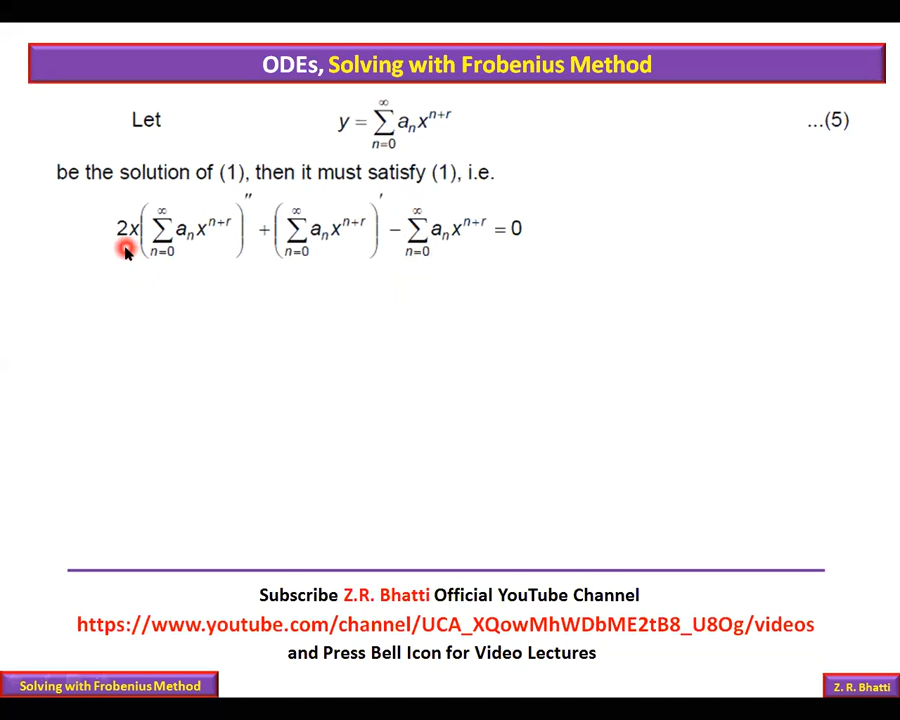 ODEs, Solving with Frobenius Method
Let y = ∑_{n=0}^{∞} a_n x^{n+r} ...(5)
be the solution of (1), then it must satisfy (1), i.e.
2x(∑_{n=0}^{∞} a_n x^{n+r})'' + (∑_{n=0}^{∞} a_n x^{n+r})' − ∑_{n=0}^{∞} a_n x^{n+r} = 0
Subscribe Z.R. Bhatti Official YouTube Channel
https://www.youtube.com/channel/UCA_XQowMhWDbME2tB8_U8Og/videos
and Press Bell Icon for Video Lectures
Solving with Frobenius Method
Z. R. Bhatti